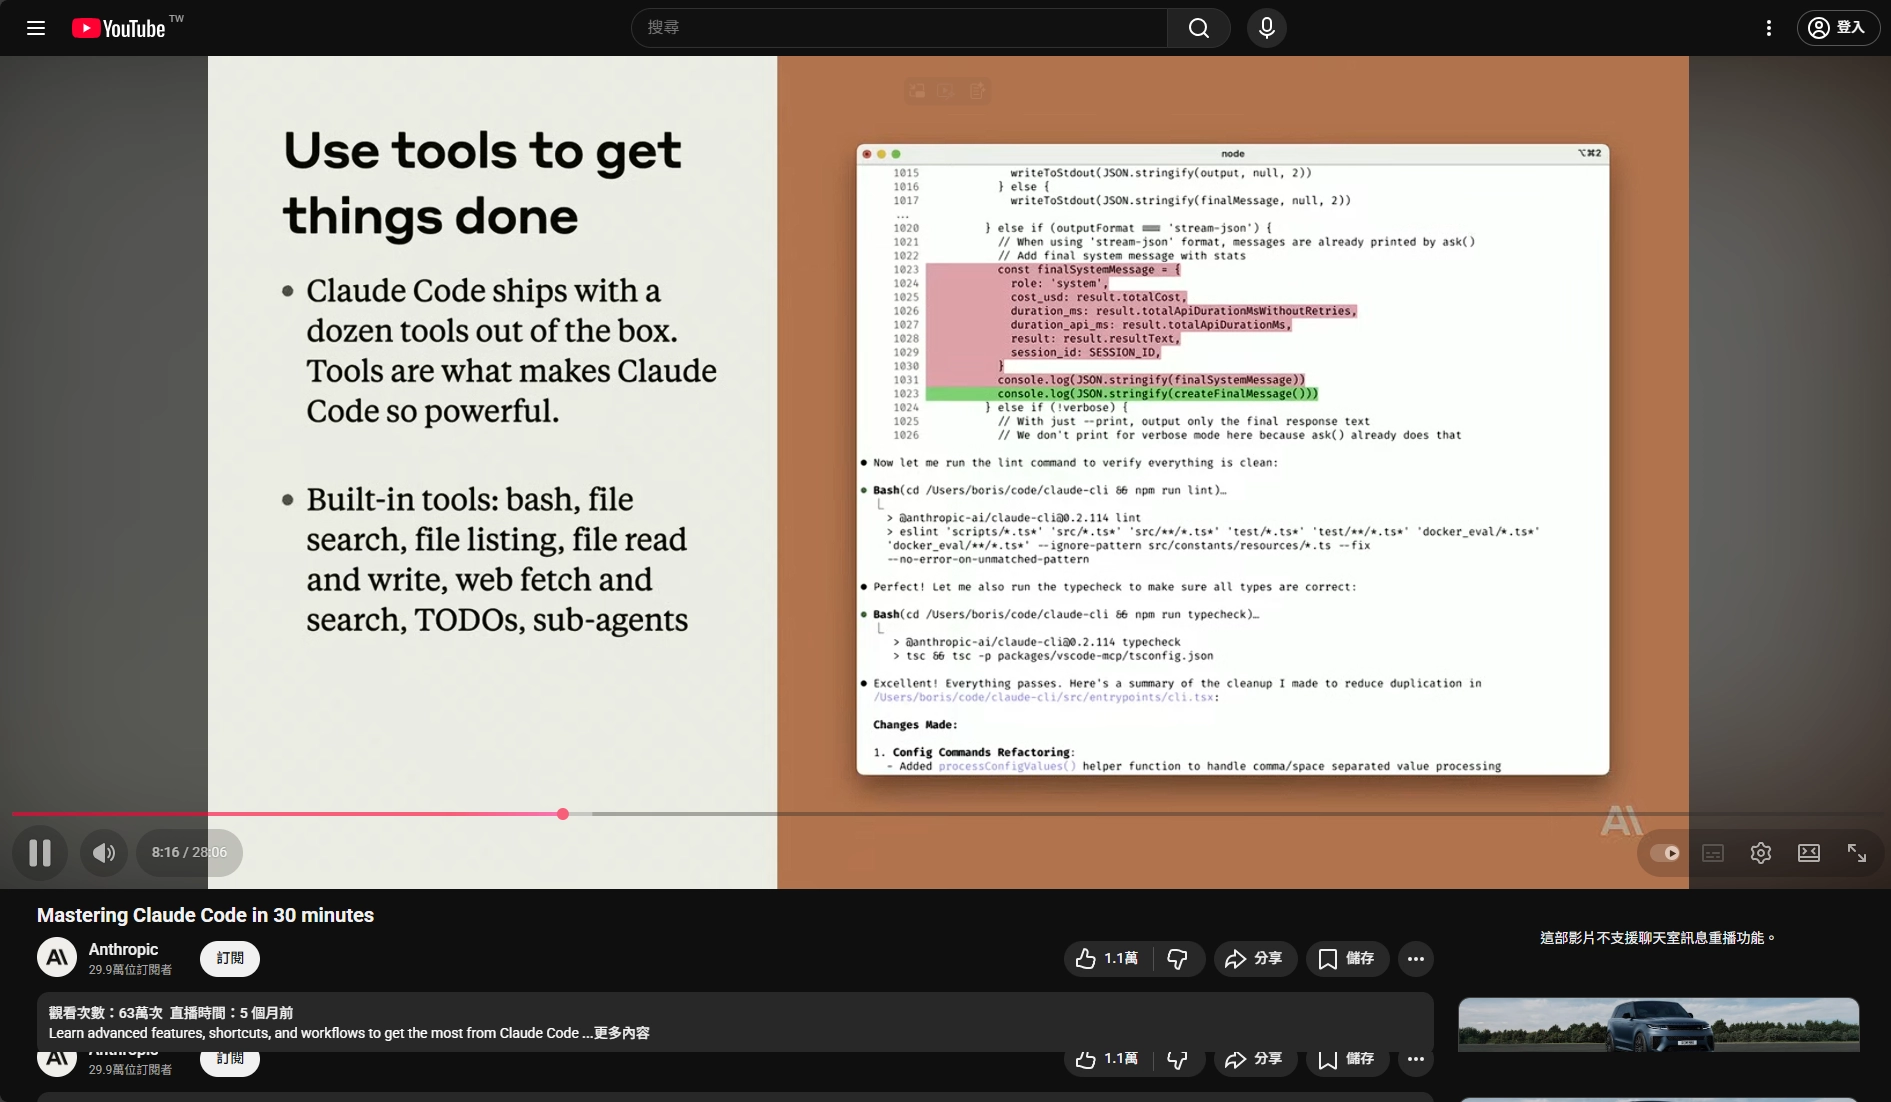 YouTube TW
搜尋
登入
Use tools to get
things done
• Claude Code ships with a
dozen tools out of the box.
Tools are what makes Claude
Code so powerful.
• Built-in tools: bash, file
search, file listing, file read
and write, web fetch and
search, TODOs, sub-agents
node
⌥⌘2
1015 writeToStdout(JSON.stringify(output, null, 2))
1016 } else {
1017 writeToStdout(JSON.stringify(finalMessage, null, 2))
...
1020 } else if (outputFormat === 'stream-json') {
1021 // When using 'stream-json' format, messages are already printed by ask()
1022 // Add final system message with stats
1023 const finalSystemMessage = {
1024 role: 'system',
1025 cost_usd: result.totalCost,
1026 duration_ms: result.totalApiDurationMsWithoutRetries,
1027 duration_api_ms: result.totalApiDurationMs,
1028 result: result.resultText,
1029 session_id: SESSION_ID,
1030 }
1031 console.log(JSON.stringify(finalSystemMessage))
1023 console.log(JSON.stringify(createFinalMessage()))
1024 } else if (!verbose) {
1025 // With just --print, output only the final response text
1026 // We don't print for verbose mode here because ask() already does that
● Now let me run the lint command to verify everything is clean:
● Bash(cd /Users/boris/code/claude-cli && npm run lint)…
> @anthropic-ai/claude-cli@0.2.114 lint
> eslint 'scripts/*.ts*' 'src/*.ts*' 'src/**/*.ts*' 'test/*.ts*' 'test/**/*.ts*' 'docker_eval/*.ts*'
'docker_eval/**/*.ts*' --ignore-pattern src/constants/resources/*.ts --fix
--no-error-on-unmatched-pattern
● Perfect! Let me also run the typecheck to make sure all types are correct:
● Bash(cd /Users/boris/code/claude-cli && npm run typecheck)…
> @anthropic-ai/claude-cli@0.2.114 typecheck
> tsc && tsc -p packages/vscode-mcp/tsconfig.json
● Excellent! Everything passes. Here's a summary of the cleanup I made to reduce duplication in
/Users/boris/code/claude-cli/src/entrypoints/cli.tsx:
Changes Made:
1. Config Commands Refactoring:
- Added processConfigValues() helper function to handle comma/space separated value processing
A\
8:16 / 28:06
Mastering Claude Code in 30 minutes
Anthropic
29.9萬位訂閱者
訂閱
1.1萬
分享
儲存
這部影片不支援聊天室訊息重播功能。
觀看次數：63萬次 直播時間：5 個月前
Learn advanced features, shortcuts, and workflows to get the most from Claude Code ...更多內容
Anthropic
29.9萬位訂閱者
訂閱
1.1萬
分享
儲存